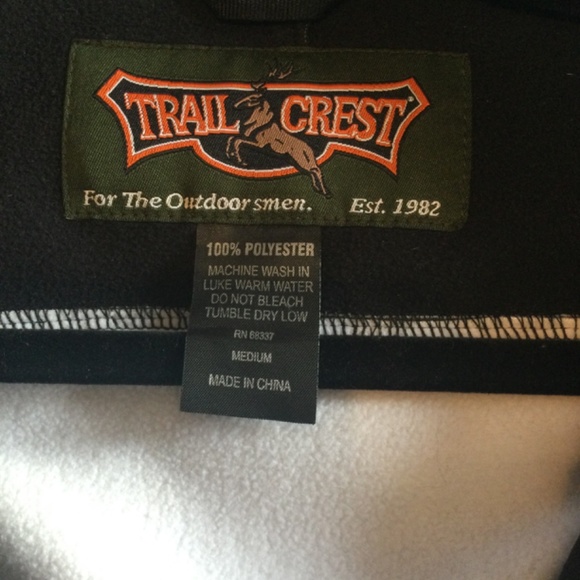 TRAIL CREST
For The Outdoorsmen. Est. 1982
100% POLYESTER
MACHINE WASH IN
LUKE WARM WATER
DO NOT BLEACH
TUMBLE DRY LOW
RN 88337
MEDIUM
MADE IN CHINA